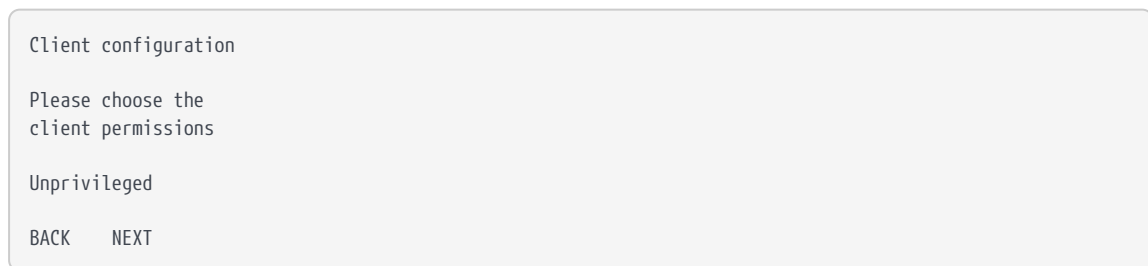 Client configuration
Please choose the
client permissions
Unprivileged
BACK    NEXT